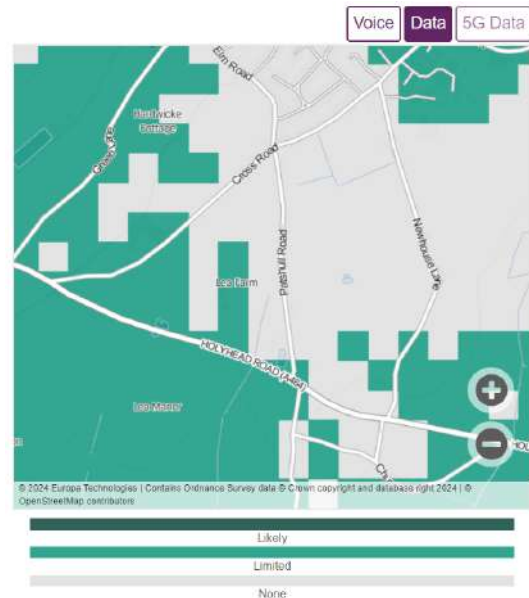 Voice Data 5G Data
Elm Road
Hardwicke
Cottage
Cross Road
Patshull Road
Newhouse Lane
Lea Farm
HOLYHEAD ROAD (A464)
Lea Manor
© 2024 Europa Technologies | Contains Ordnance Survey data © Crown copyright and database right 2024 | ©
OpenStreetMap contributors
Likely
Limited
None